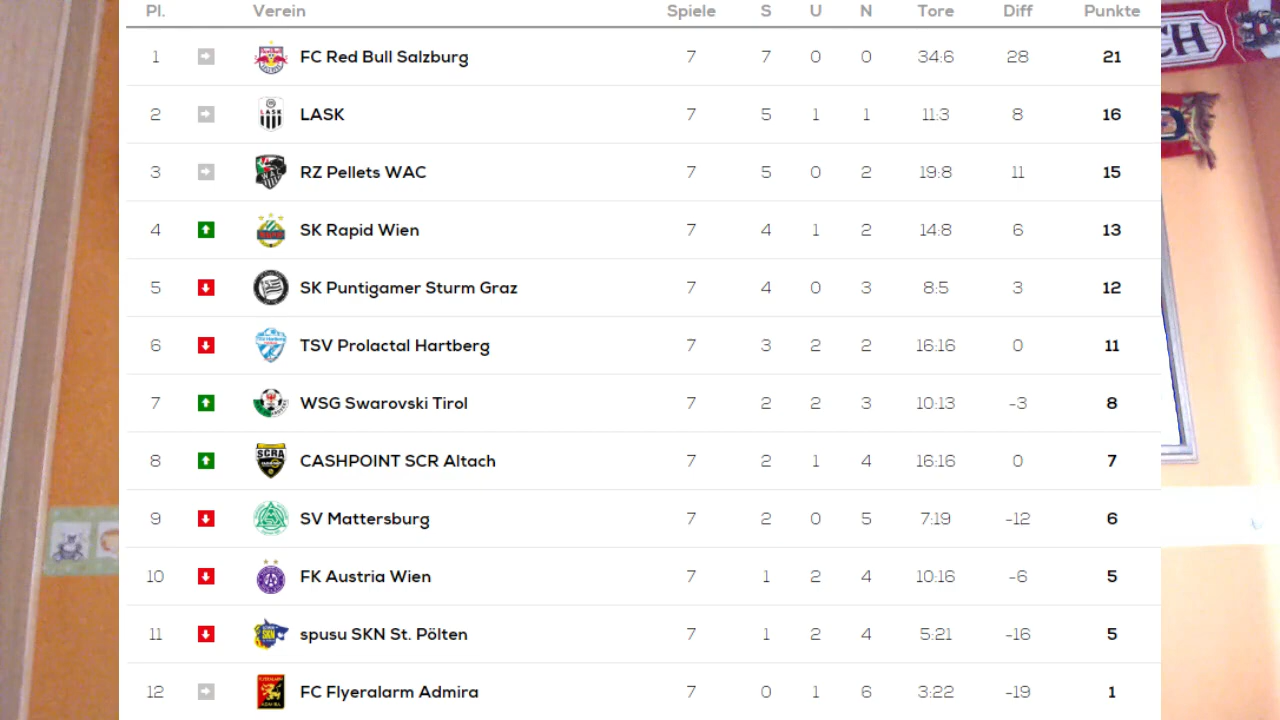 Pl. Verein Spiele S U N Tore Diff Punkte
1 FC Red Bull Salzburg 7 7 0 0 34:6 28 21
2 LASK 7 5 1 1 11:3 8 16
3 RZ Pellets WAC 7 5 0 2 19:8 11 15
4 SK Rapid Wien 7 4 1 2 14:8 6 13
5 SK Puntigamer Sturm Graz 7 4 0 3 8:5 3 12
6 TSV Prolactal Hartberg 7 3 2 2 16:16 0 11
7 WSG Swarovski Tirol 7 2 2 3 10:13 -3 8
8 CASHPOINT SCR Altach 7 2 1 4 16:16 0 7
9 SV Mattersburg 7 2 0 5 7:19 -12 6
10 FK Austria Wien 7 1 2 4 10:16 -6 5
11 spusu SKN St. Pölten 7 1 2 4 5:21 -16 5
12 FC Flyeralarm Admira 7 0 1 6 3:22 -19 1